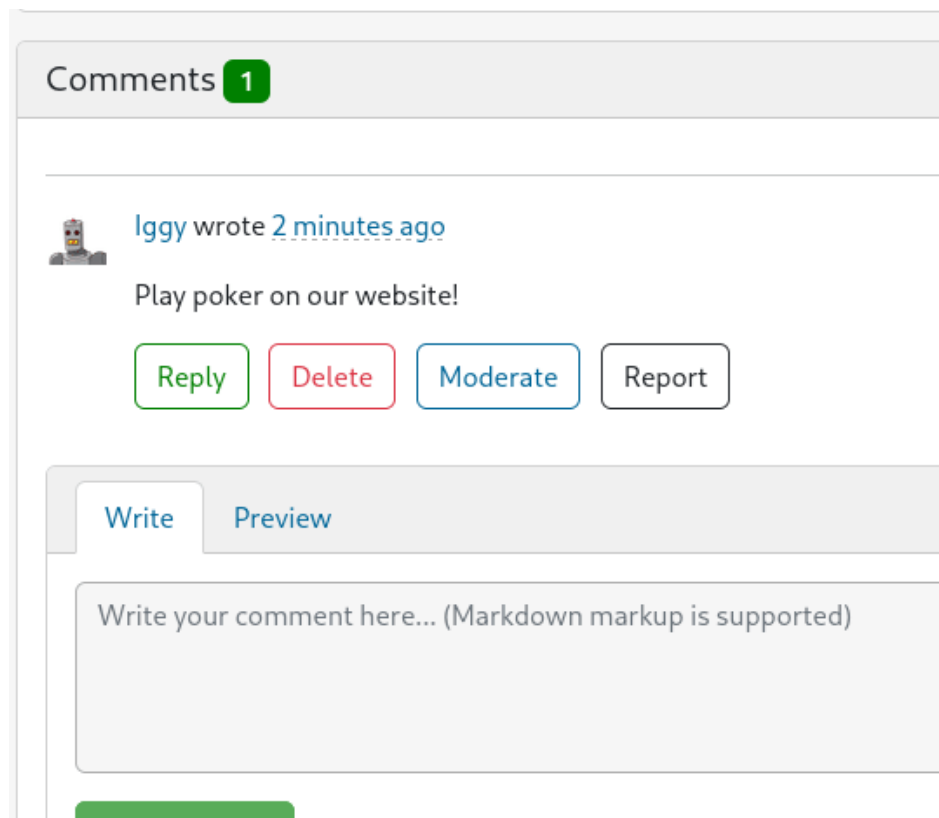 Comments 1
Iggy wrote 2 minutes ago
Play poker on our website!
Reply Delete Moderate Report
Write Preview
Write your comment here... (Markdown markup is supported)